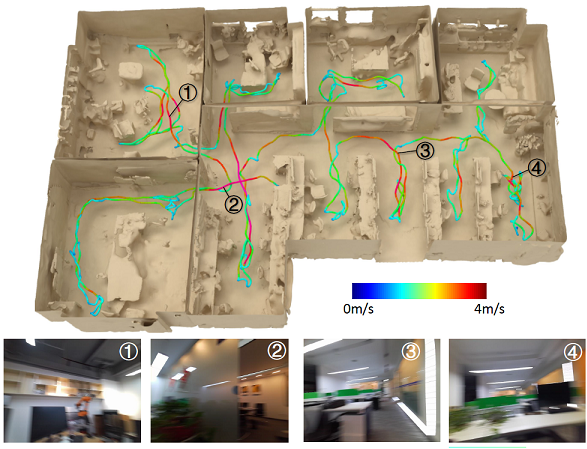 ①
②
③
④
0m/s 4m/s
① ② ③ ④